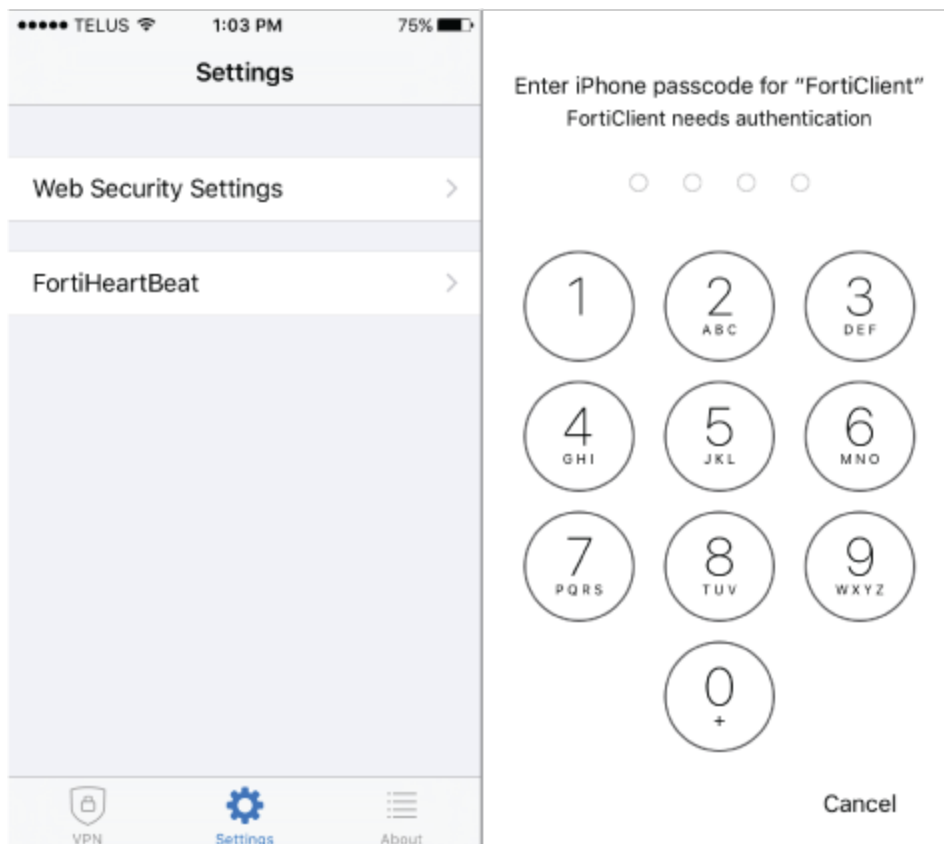 ●●●●● TELUS 1:03 PM 75%
Settings
Web Security Settings
FortiHeartBeat
VPN Settings About
Enter iPhone passcode for “FortiClient”
FortiClient needs authentication
1 2 3
ABC DEF
4 5 6
GHI JKL MNO
7 8 9
PQRS TUV WXYZ
0
+
Cancel